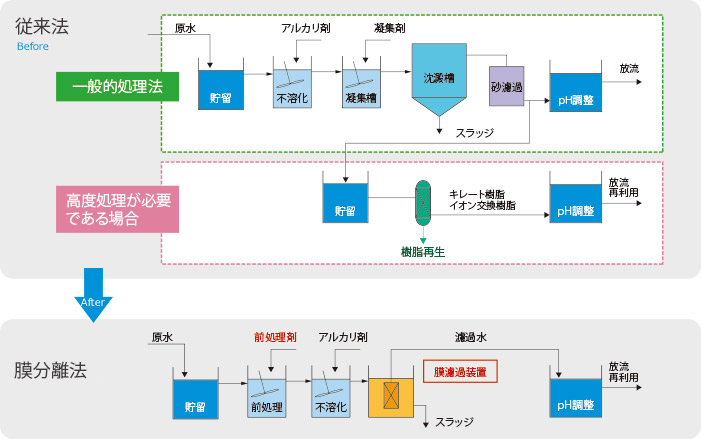 従来法
Before
一般的処理法
原水
アルカリ剤
凝集剤
貯留
不溶化
凝集槽
沈澱槽
砂濾過
pH調整
放流
スラッジ
高度処理が必要
である場合
貯留
キレート樹脂
イオン交換樹脂
樹脂再生
pH調整
放流
再利用
After
膜分離法
原水
前処理剤
アルカリ剤
濾過水
貯留
前処理
不溶化
膜濾過装置
スラッジ
pH調整
放流
再利用